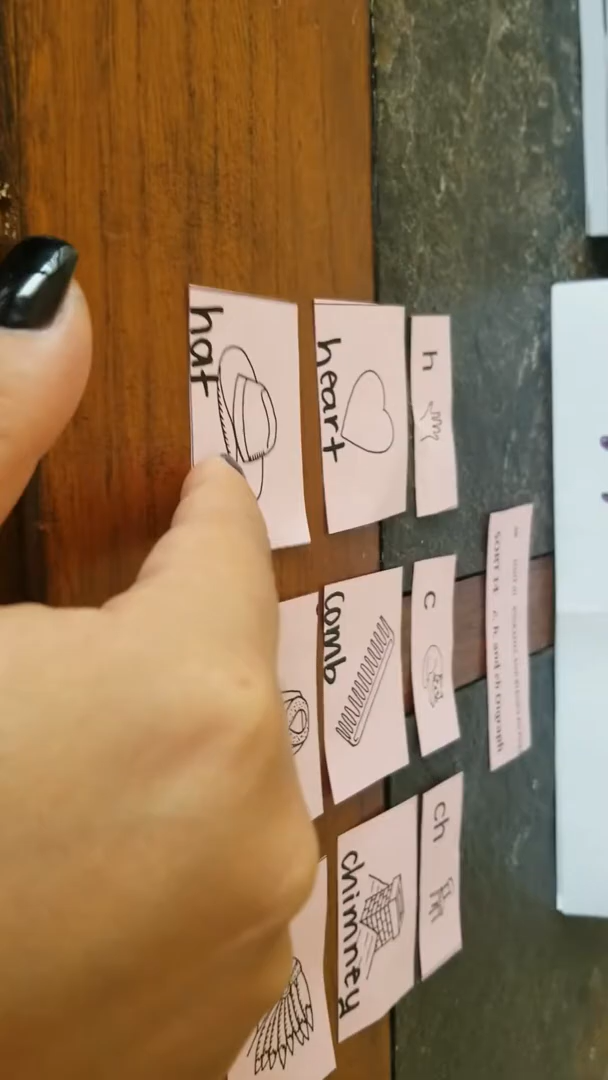 SORT 14: c, h, and ch Digraph
h
c
ch
heart
comb
chimney
hat